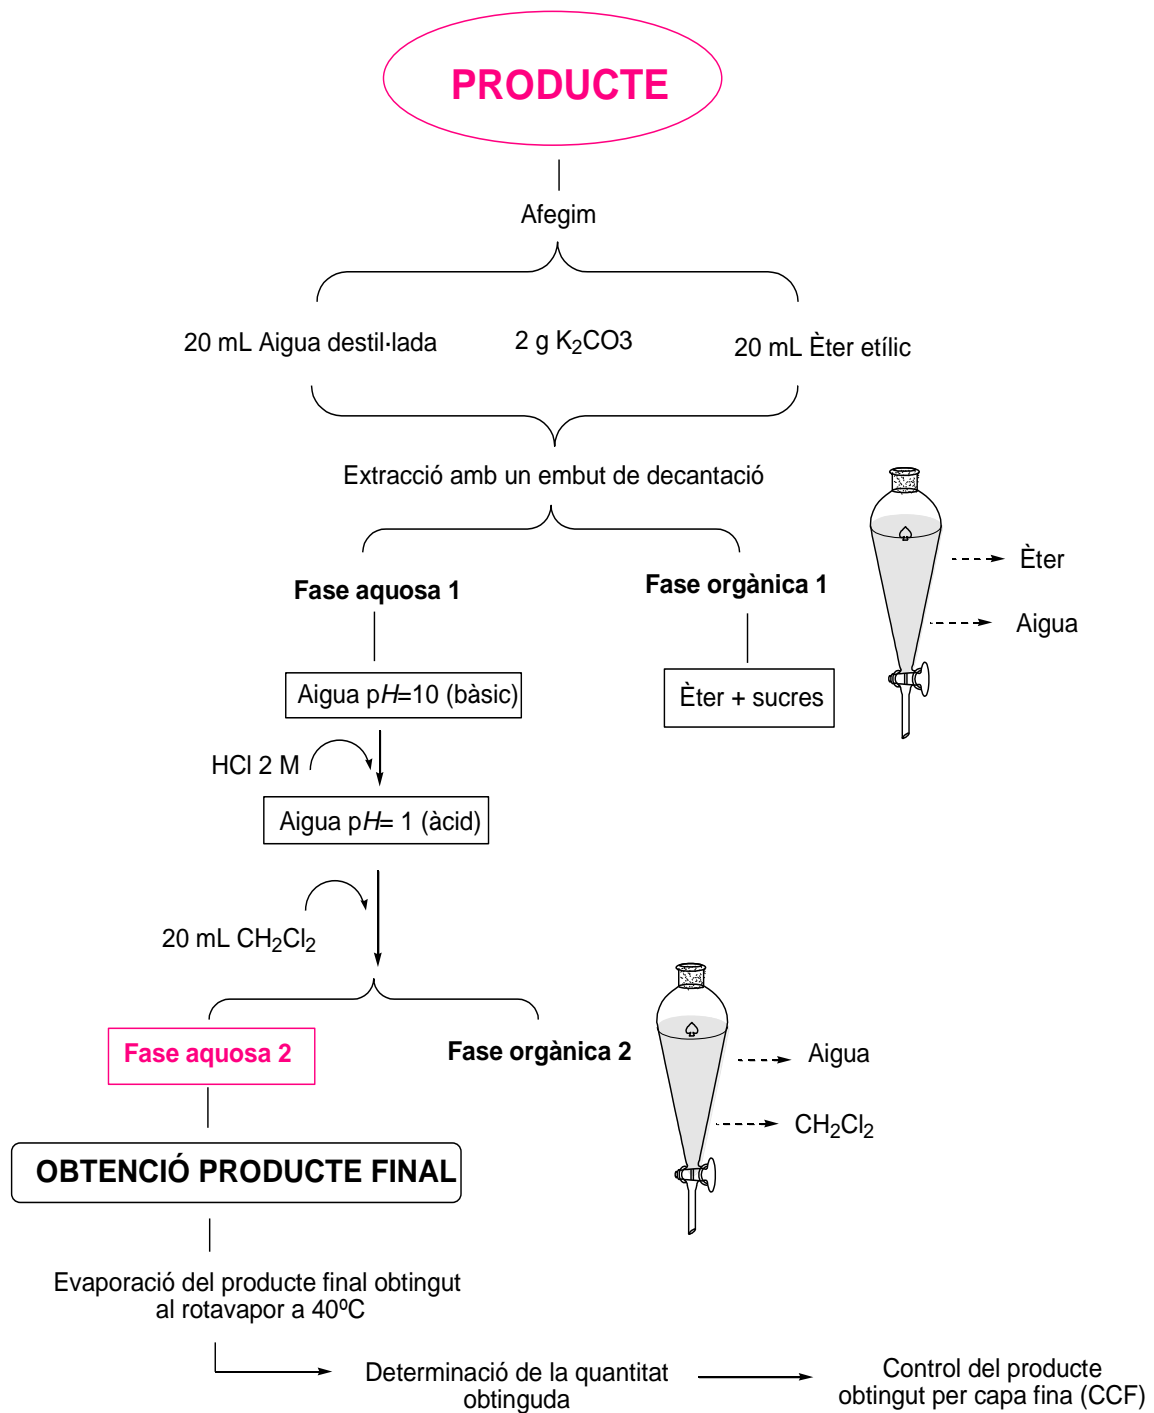 PRODUCTE
Afegim
20 mL Aigua destil·lada
2 g K₂CO3
20 mL Èter etílic
Extracció amb un embut de decantació
Fase aquosa 1
Fase orgànica 1
Èter
Aigua
Aigua pH=10 (bàsic)
Èter + sucres
HCl 2 M
Aigua pH= 1 (àcid)
20 mL CH₂Cl₂
Fase aquosa 2
Fase orgànica 2
Aigua
CH₂Cl₂
OBTENCIÓ PRODUCTE FINAL
Evaporació del producte final obtingut
al rotavapor a 40ºC
Determinació de la quantitat
obtinguda
Control del producte
obtingut per capa fina (CCF)